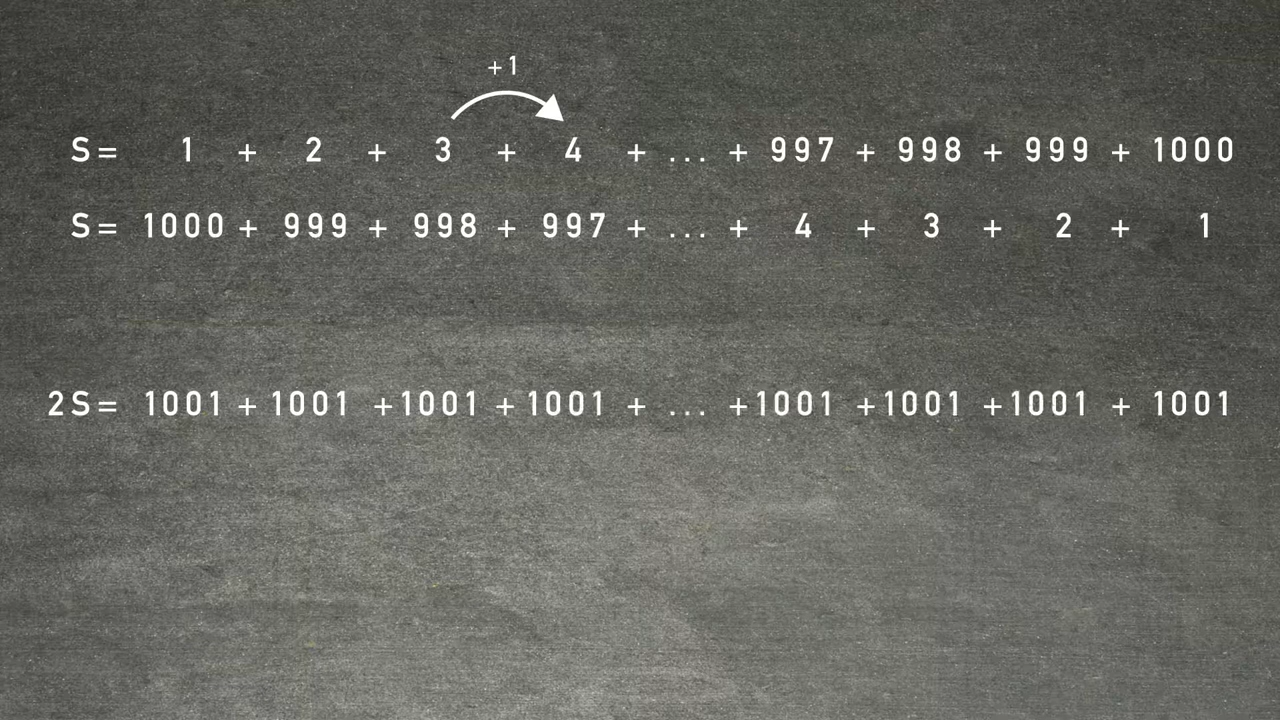 +1
S= 1 + 2 + 3 + 4 + ... + 997 + 998 + 999 + 1000
S= 1000 + 999 + 998 + 997 + ... + 4 + 3 + 2 + 1
2S= 1001 + 1001 +1001 + 1001 + ... +1001 +1001 +1001 + 1001